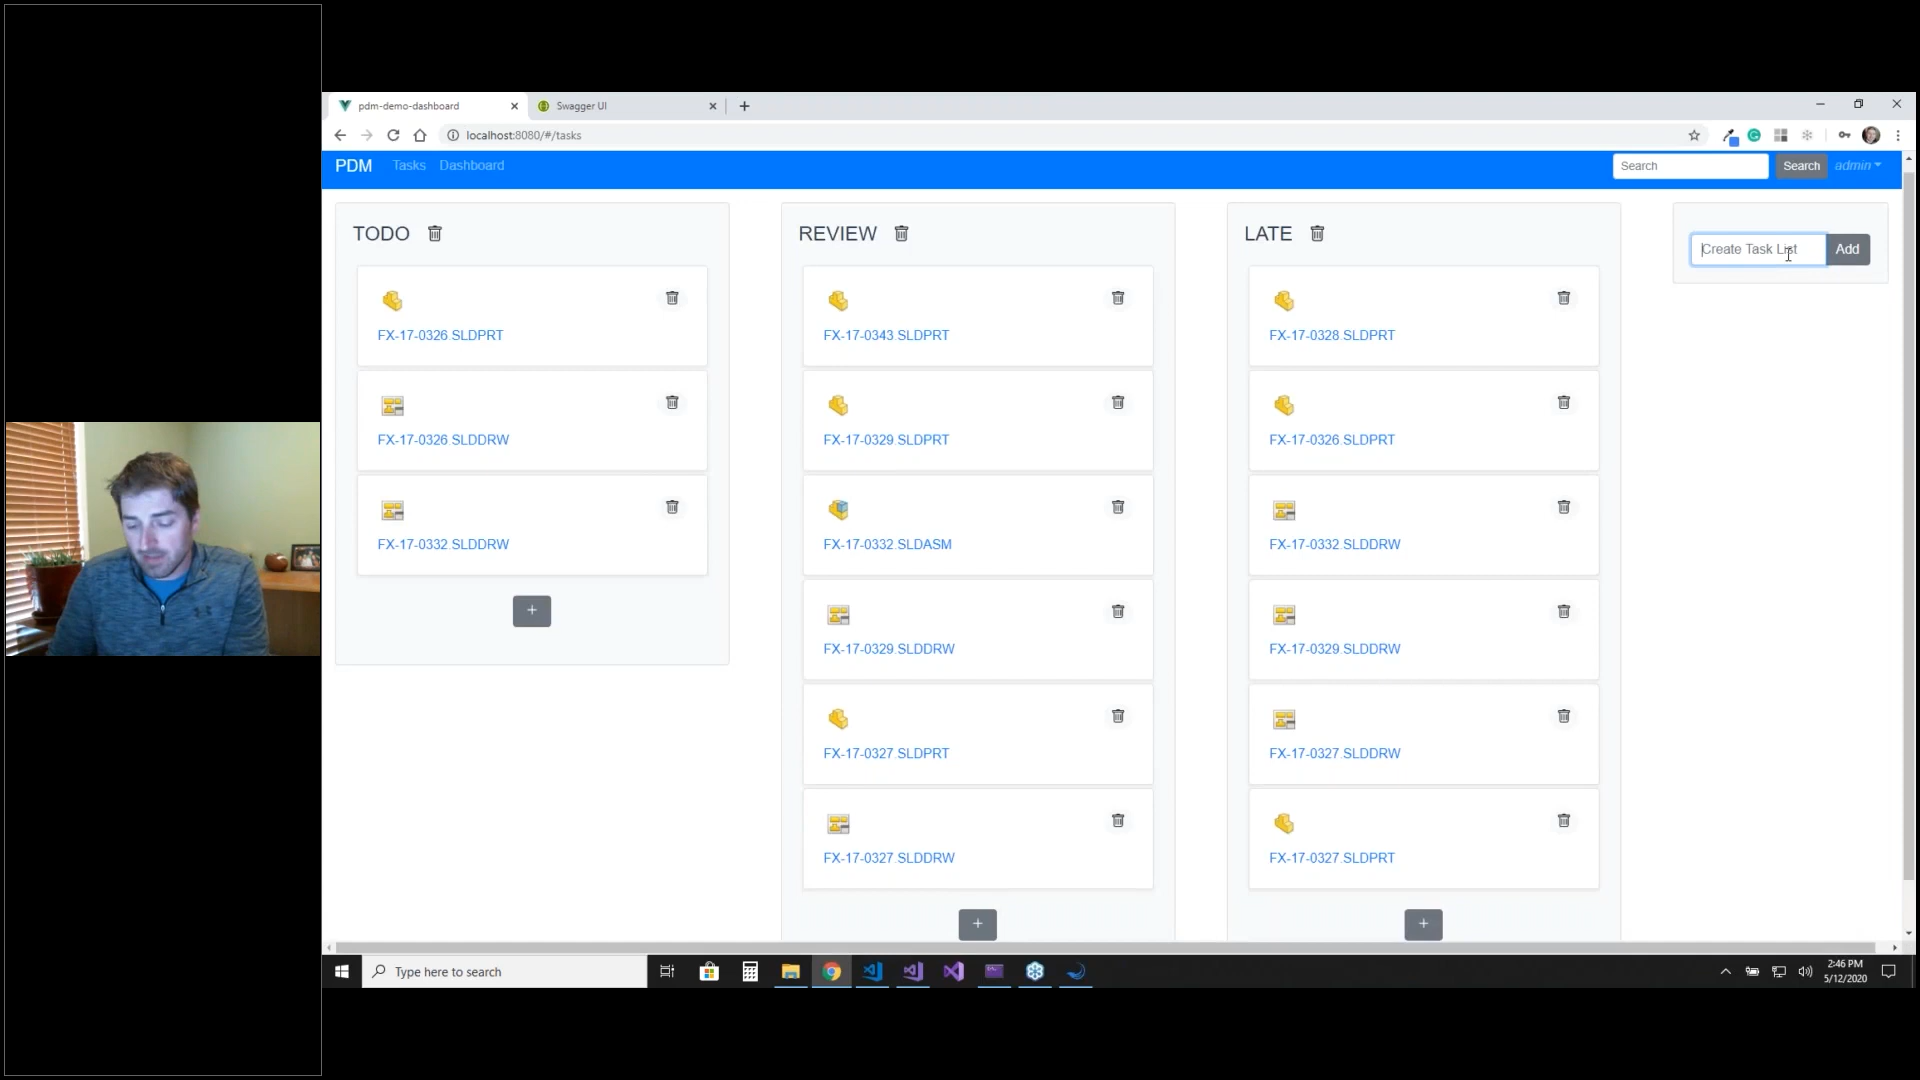 pdm-demo-dashboard
Swagger UI
localhost:8080/#/tasks
PDM Tasks Dashboard
Search
Search
admin
TODO
FX-17-0326.SLDPRT
FX-17-0326.SLDDRW
FX-17-0332.SLDDRW
+
REVIEW
FX-17-0343.SLDPRT
FX-17-0329.SLDPRT
FX-17-0332.SLDASM
FX-17-0329.SLDDRW
FX-17-0327.SLDPRT
FX-17-0327.SLDDRW
+
LATE
FX-17-0328.SLDPRT
FX-17-0326.SLDPRT
FX-17-0332.SLDDRW
FX-17-0329.SLDDRW
FX-17-0327.SLDDRW
FX-17-0327.SLDPRT
+
Create Task List
Add
Type here to search
2:46 PM
5/12/2020